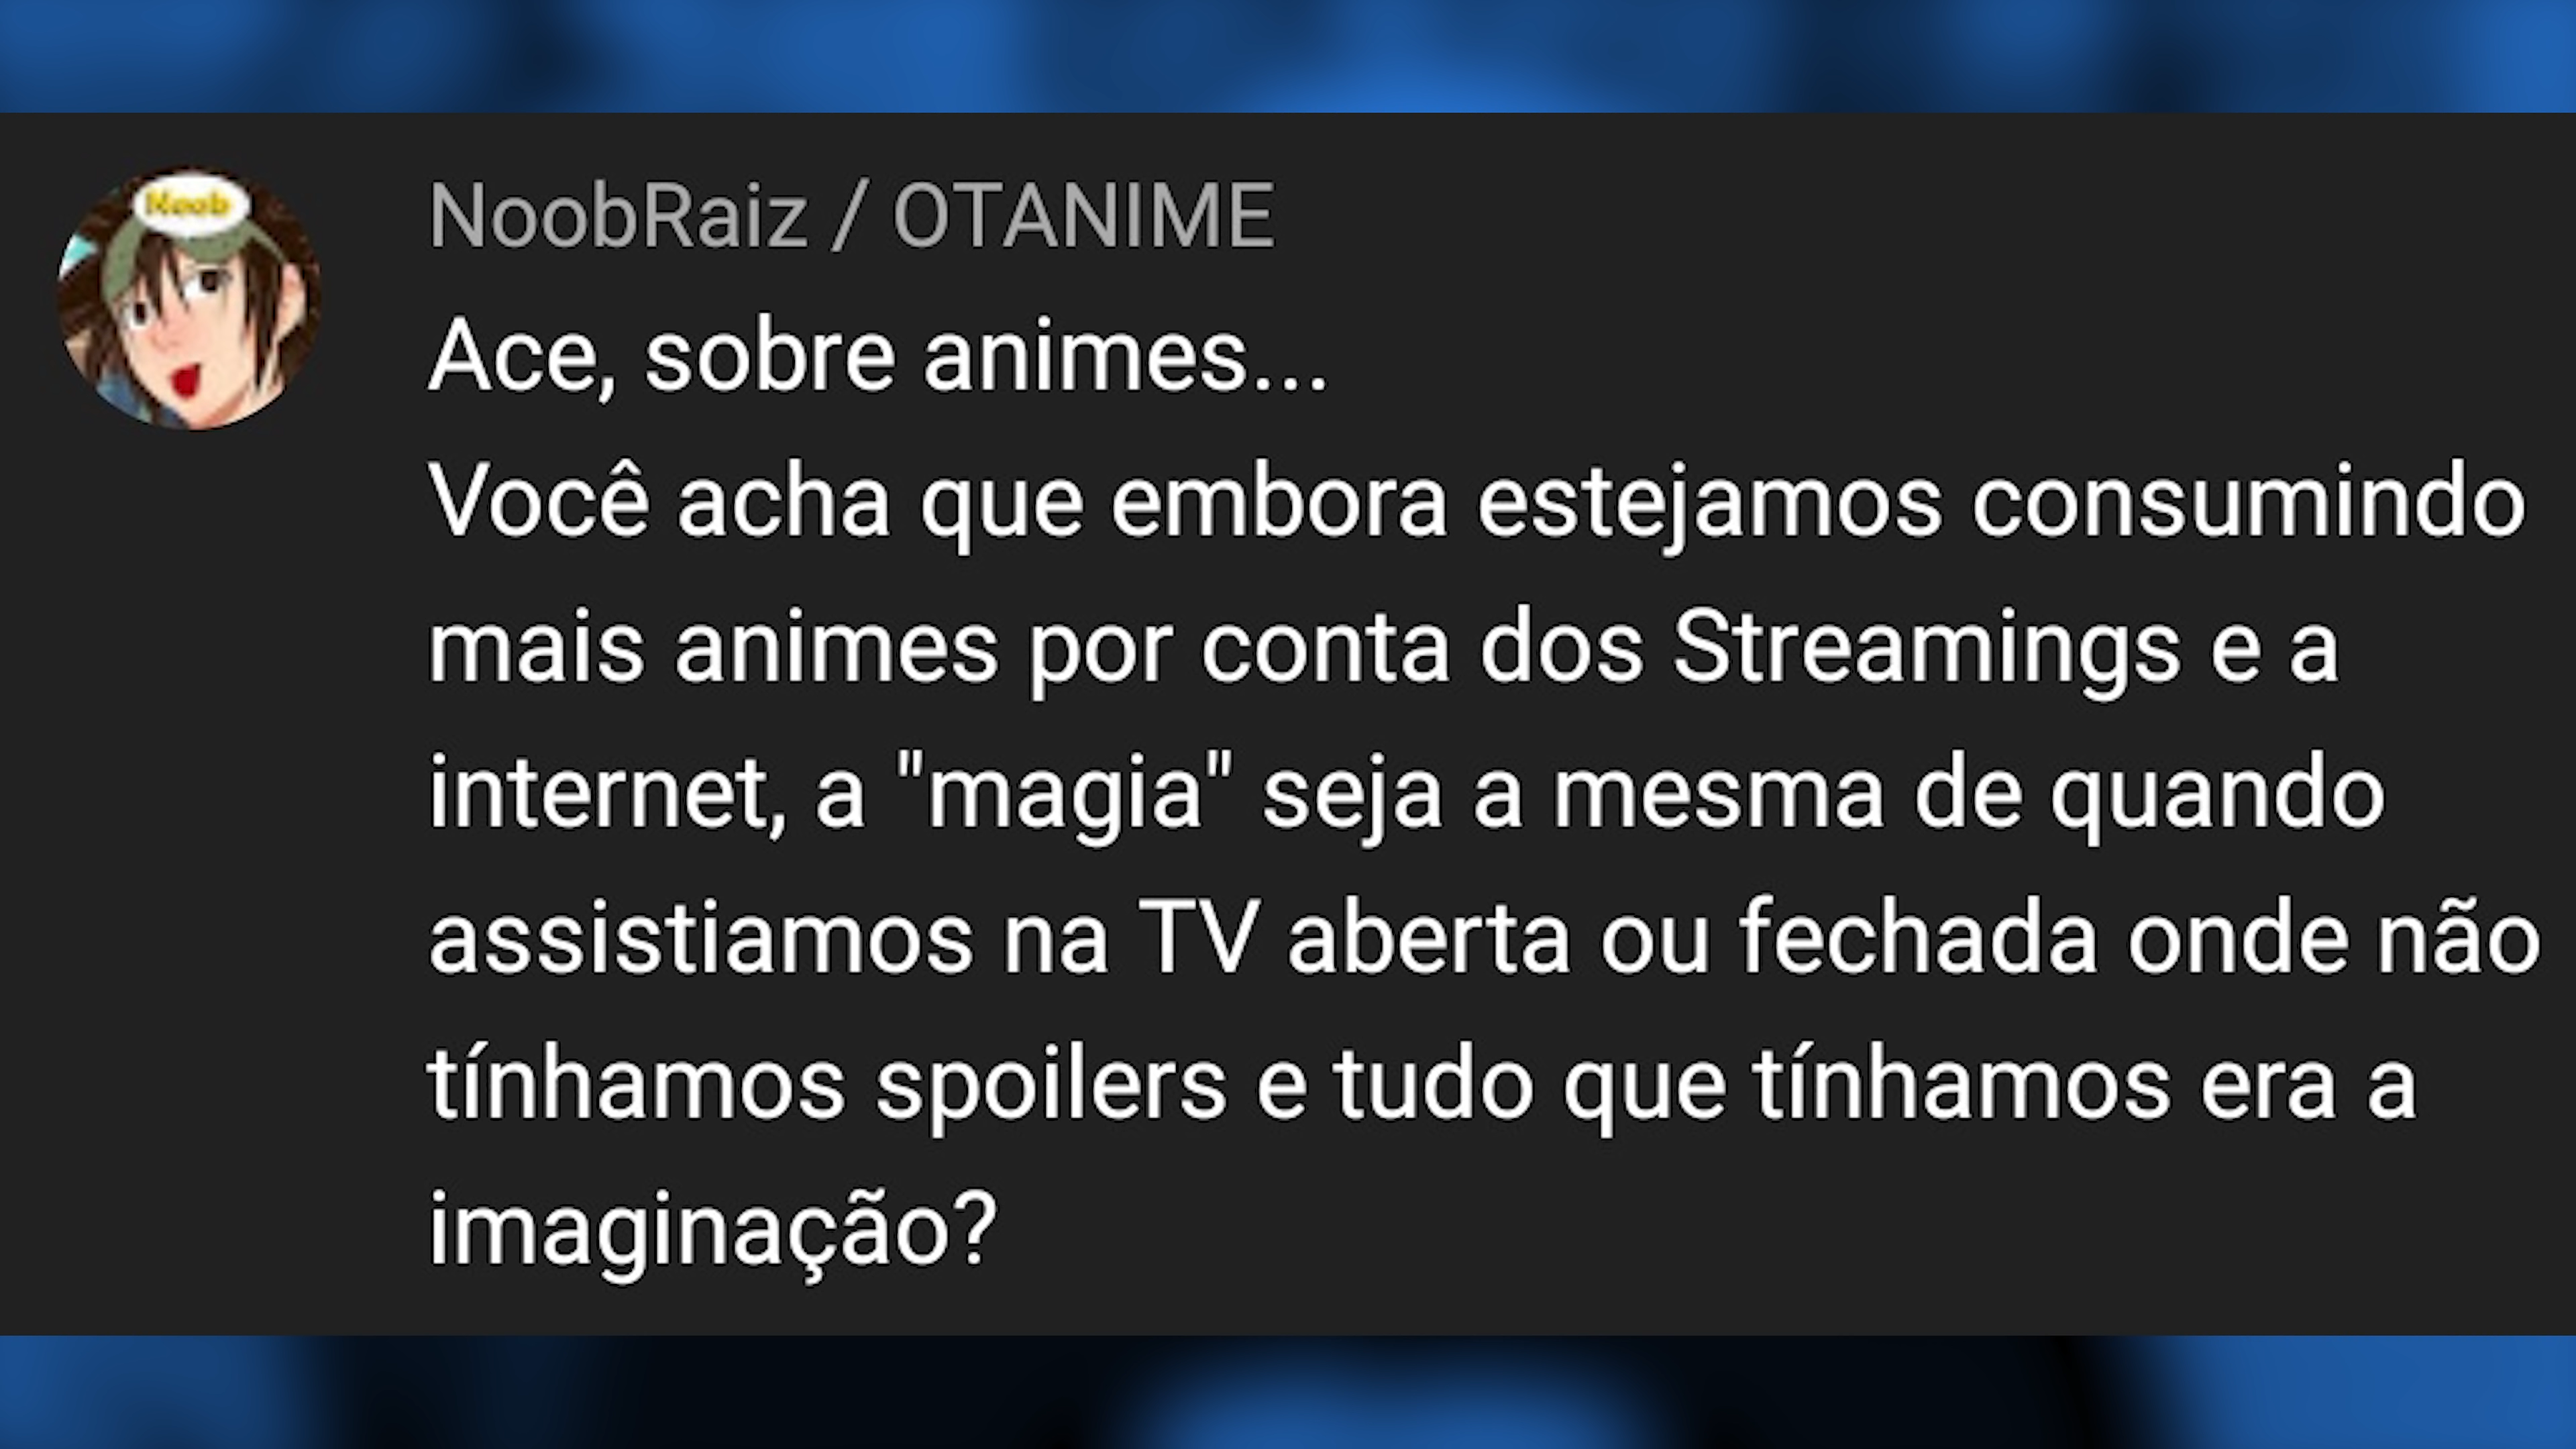 Noob
NoobRaiz / OTANIME
Ace, sobre animes...
Você acha que embora estejamos consumindo
mais animes por conta dos Streamings e a
internet, a "magia" seja a mesma de quando
assistiamos na TV aberta ou fechada onde não
tínhamos spoilers e tudo que tínhamos era a
imaginação?